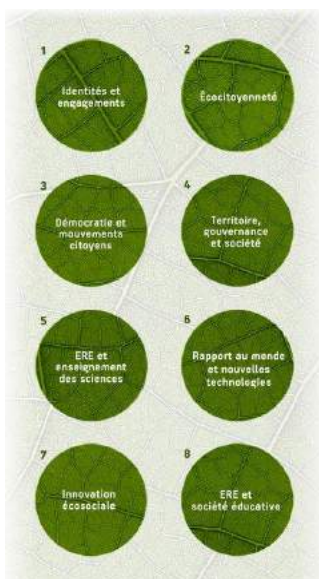 1
Identités et
engagements
2
Écocitoyenneté
3
Démocratie et
mouvements
citoyens
4
Territoire,
gouvernance
et société
5
ERE et
enseignement
des sciences
6
Rapport au monde
et nouvelles
technologies
7
Innovation
écosociale
8
ERE et
société éducative